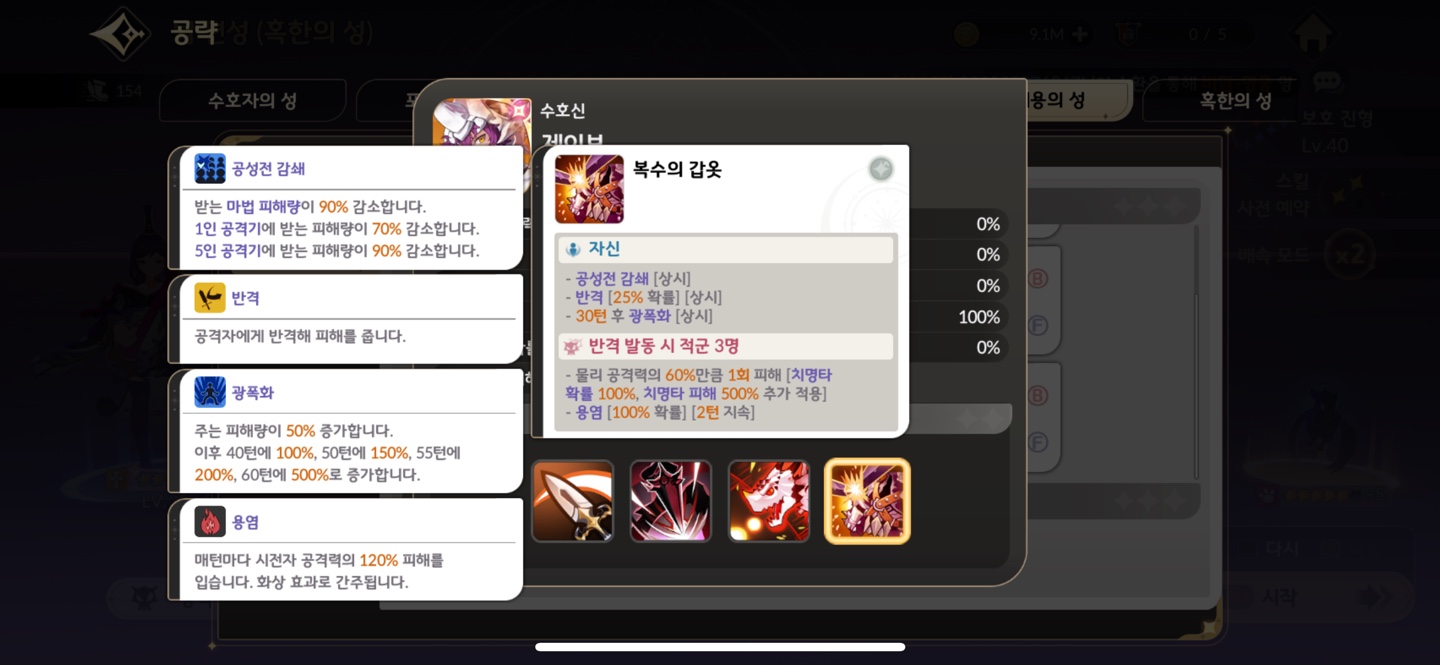 공략
성 (혹한의 성)
9.1M
0 / 5
154
수호자의 성
포
용의 성
혹한의 성
보호 진형
Lv.40
스킬
사전 예약
배속 모드
x2
수호신
제이브
공성전 감쇄
받는 마법 피해량이 90% 감소합니다.
1인 공격기에 받는 피해량이 70% 감소합니다.
5인 공격기에 받는 피해량이 90% 감소합니다.
반격
공격자에게 반격해 피해를 줍니다.
광폭화
주는 피해량이 50% 증가합니다.
이후 40턴에 100%, 50턴에 150%, 55턴에
200%, 60턴에 500%로 증가합니다.
용염
매턴마다 시전자 공격력의 120% 피해를
입습니다. 화상 효과로 간주됩니다.
복수의 갑옷
자신
- 공성전 감쇄 [상시]
- 반격 [25% 확률] [상시]
- 30턴 후 광폭화 [상시]
반격 발동 시 적군 3명
- 물리 공격력의 60%만큼 1회 피해 [치명타
확률 100%, 치명타 피해 500% 추가 적용]
- 용염 [100% 확률] [2턴 지속]
0%
0%
0%
100%
0%
B
F
B
F
다시
시작